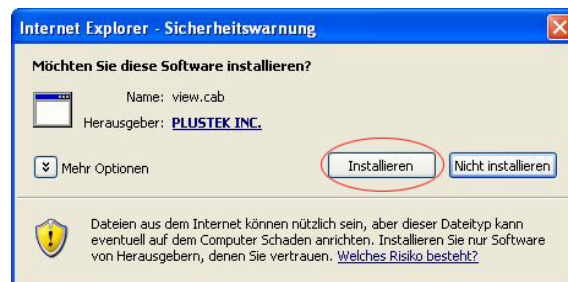 Internet Explorer - Sicherheitswarnung
Möchten Sie diese Software installieren?
Name: view.cab
Herausgeber: PLUSTEK INC.
Mehr Optionen
Installieren
Nicht installieren
Dateien aus dem Internet können nützlich sein, aber dieser Dateityp kann
eventuell auf dem Computer Schaden anrichten. Installieren Sie nur Software
von Herausgebern, denen Sie vertrauen. Welches Risiko besteht?